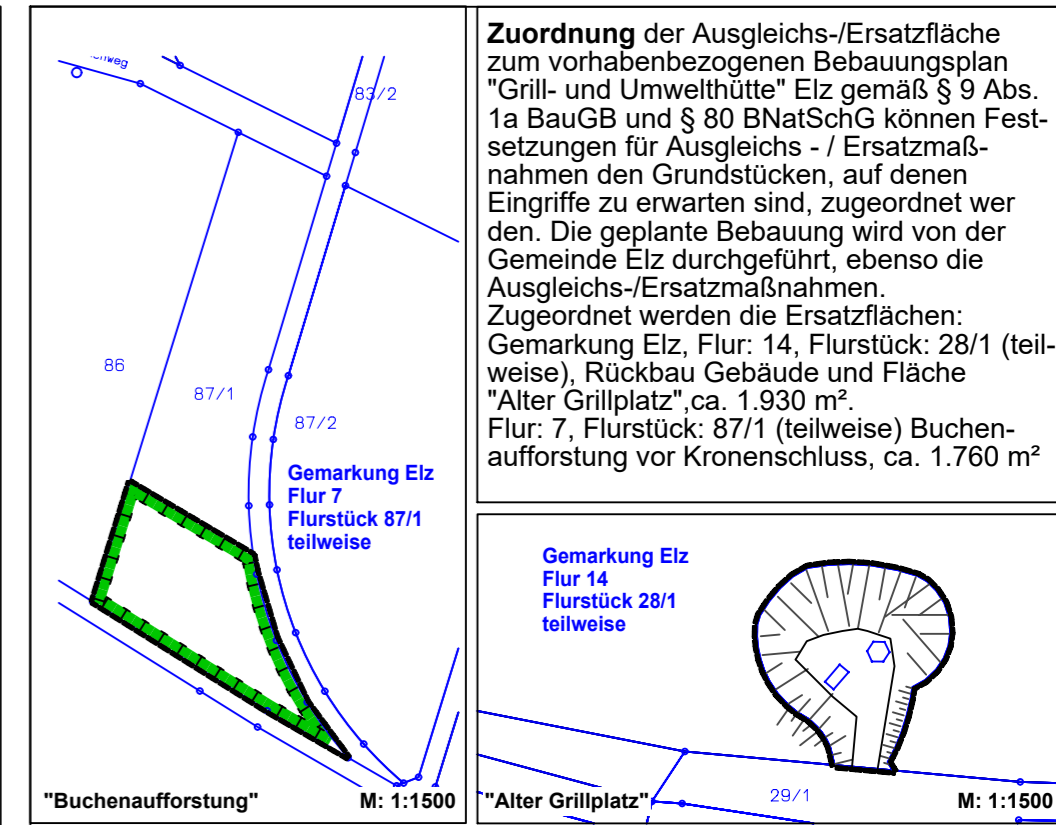 83/2
86
87/1
87/2
Gemarkung Elz
Flur 7
Flurstück 87/1
teilweise
"Buchenaufforstung"
M: 1:1500
Zuordnung der Ausgleichs-/Ersatzfläche
zum vorhabenbezogenen Bebauungsplan
"Grill- und Umwelthütte" Elz gemäß § 9 Abs.
1a BauGB und § 80 BNatSchG können Fest-
setzungen für Ausgleichs - / Ersatzmaß-
nahmen den Grundstücken, auf denen
Eingriffe zu erwarten sind, zugeordnet wer
den. Die geplante Bebauung wird von der
Gemeinde Elz durchgeführt, ebenso die
Ausgleichs-/Ersatzmaßnahmen.
Zugeordnet werden die Ersatzflächen:
Gemarkung Elz, Flur: 14, Flurstück: 28/1 (teil-
weise), Rückbau Gebäude und Fläche
"Alter Grillplatz",ca. 1.930 m².
Flur: 7, Flurstück: 87/1 (teilweise) Buchen-
aufforstung vor Kronenschluss, ca. 1.760 m²
Gemarkung Elz
Flur 14
Flurstück 28/1
teilweise
29/1
"Alter Grillplatz"
M: 1:1500